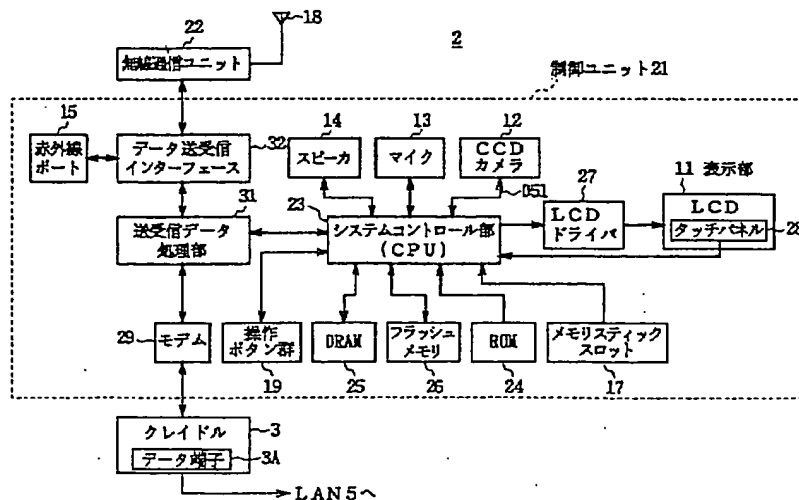 22
18
2
無線通信ユニット
制御ユニット21
15
赤外線
ポート
データ送受信
インターフェース
32
14
スピーカ
13
マイク
12
CCD
カメラ
D51
31
送受信データ
処理部
23
システムコントロール部
(CPU)
27
LCD
ドライバ
11 表示部
LCD
タッチパネル
28
29
モデム
操作
ボタン群
19
DRAM
25
フラッシュ
メモリ
26
ROM
24
メモリスティック
スロット
17
クレイドル
3
データ端子
3A
LAN5へ